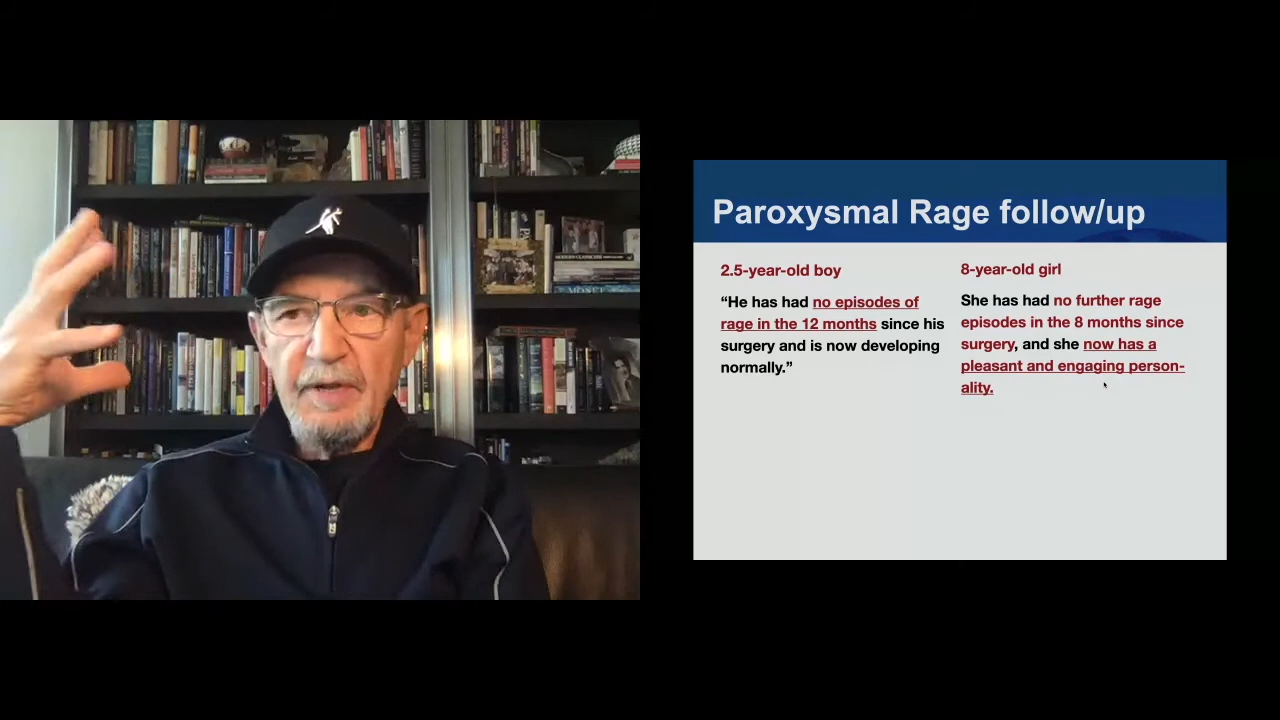 Paroxysmal Rage follow/up
2.5-year-old boy
“He has had no episodes of
rage in the 12 months since his
surgery and is now developing
normally.”
8-year-old girl
She has had no further rage
episodes in the 8 months since
surgery, and she now has a
pleasant and engaging person-
ality.